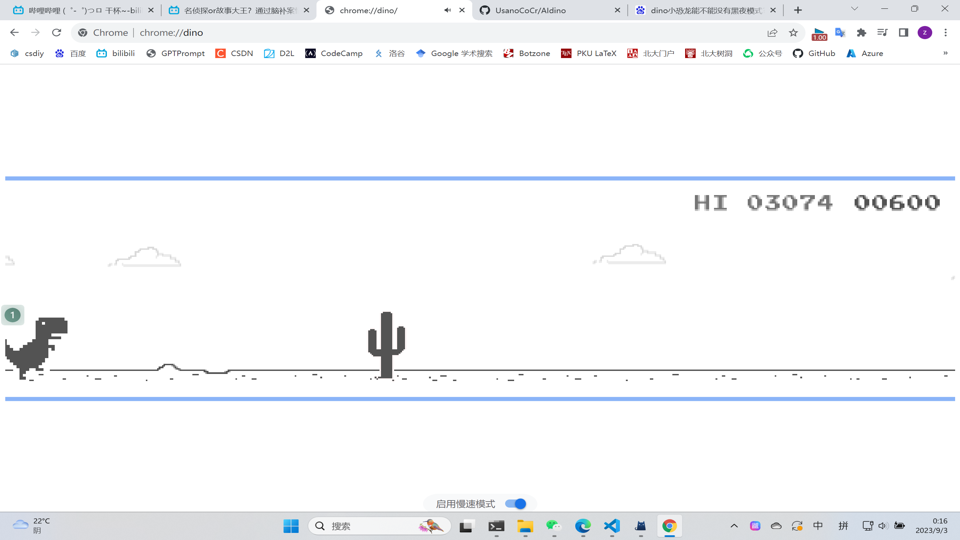 哔哩哔哩 (゜-゜)つロ 干杯~-bili
名侦探or故事大王？通过脑补案
chrome://dino/
UsanoCoCr/AIdino
dino小恐龙能不能没有黑夜模式
Chrome | chrome://dino
1.00
z
csdiy
百度
bilibili
GPTPrompt
CSDN
D2L
CodeCamp
洛谷
Google 学术搜索
Botzone
PKU LaTeX
北大门户
北大树洞
公众号
GitHub
Azure
»
HI 03074 00600
1
启用慢速模式
22°C
阴
搜索
中
拼
0:16
2023/9/3